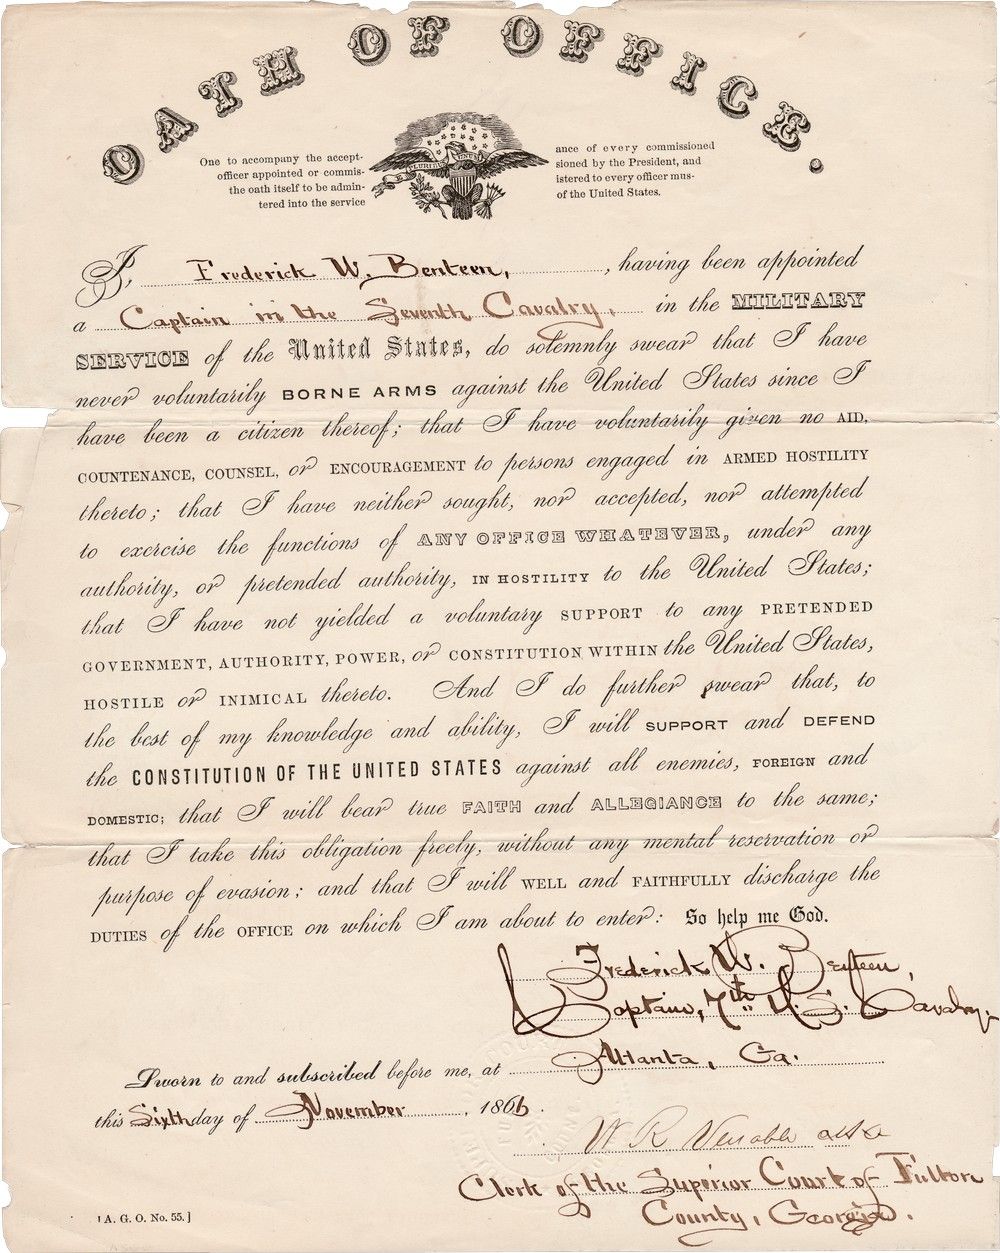 OATH OF OFFICE.
One to accompany the accept-
officer appointed or commis-
the oath itself to be admin-
tered into the service
ance of every commissioned
sioned by the President, and
istered to every officer mus-
of the United States.
I, Frederick W. Benteen, , having been appointed
a Captain in the Seventh Cavalry, in the MILITARY
SERVICE of the United States, do solemnly swear that I have
never voluntarily BORNE ARMS against the United States since I
have been a citizen thereof; that I have voluntarily given no AID,
COUNTENANCE, COUNSEL, or ENCOURAGEMENT to persons engaged in ARMED HOSTILITY
thereto; that I have neither sought, nor accepted, nor attempted
to exercise the functions of ANY OFFICE WHATEVER, under any
authority, or pretended authority, IN HOSTILITY to the United States;
that I have not yielded a voluntary SUPPORT to any PRETENDED
GOVERNMENT, AUTHORITY, POWER, or CONSTITUTION WITHIN the United States,
HOSTILE or INIMICAL thereto. And I do further swear that, to
the best of my knowledge and ability, I will SUPPORT and DEFEND
the CONSTITUTION OF THE UNITED STATES against all enemies, FOREIGN and
DOMESTIC; that I will bear true FAITH and ALLEGIANCE to the same;
that I take this obligation freely, without any mental reservation or
purpose of evasion; and that I will WELL and FAITHFULLY discharge the
DUTIES of the OFFICE on which I am about to enter: So help me God.
Frederick W. Benteen,
Captain, 7th U.S. Cavalry.
Sworn to and subscribed before me, at Atlanta, Ga.
this Sixth day of November , 1866.
W R Venable
Clerk of the Superior Court of Fulton
County, Georgia.
[A. G. O. No. 55.]